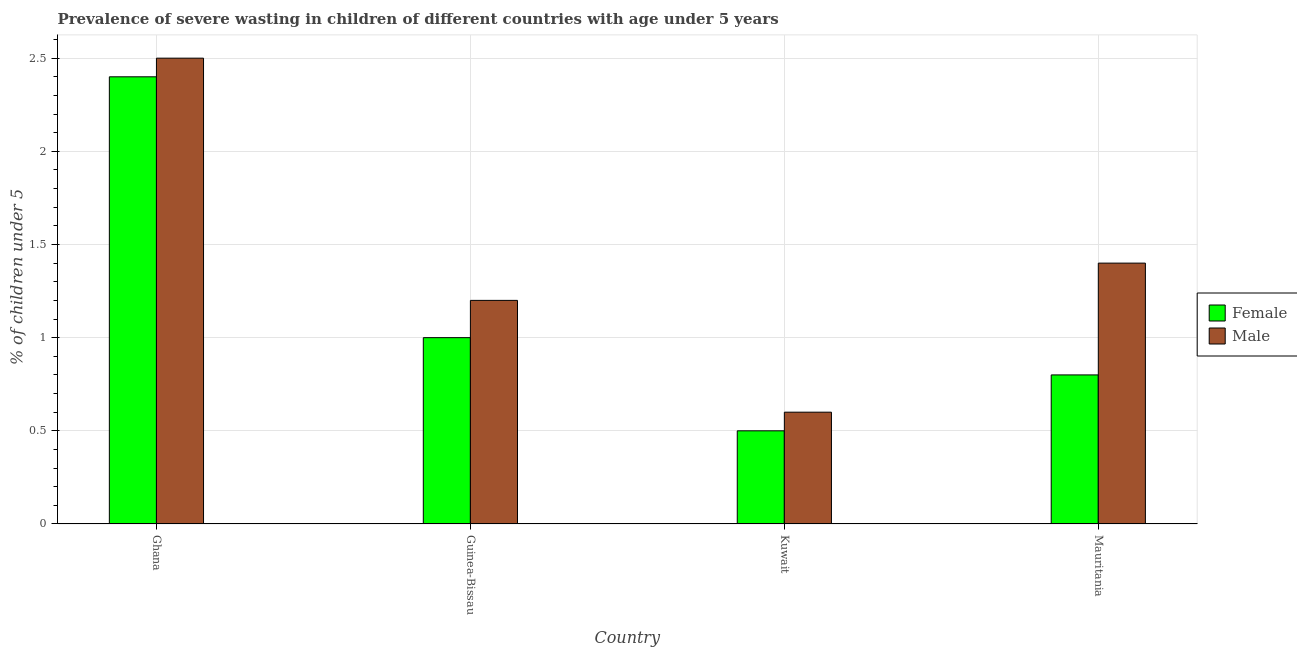 Prevalence of severe wasting in children of different countries with age under 5 years
% of children under 5
2.5
2
1.5
1
0.5
0
Ghana
Guinea-Bissau
Kuwait
Mauritania
Country
Female
Male